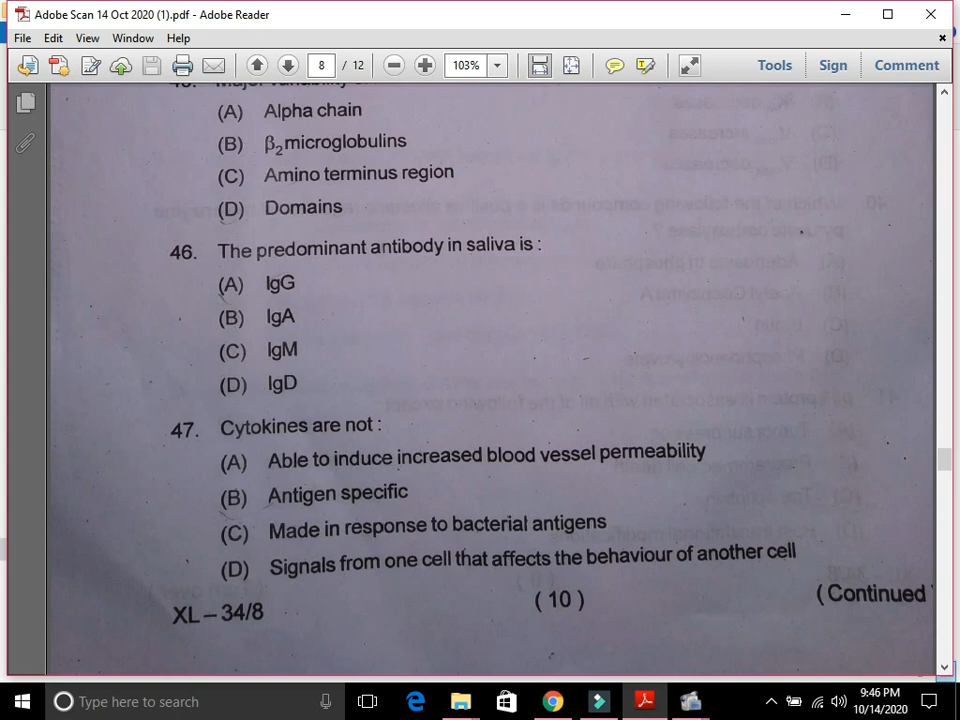 Adobe Scan 14 Oct 2020 (1).pdf - Adobe Reader
File Edit View Window Help
8 / 12 103% Tools Sign Comment
(A) Alpha chain
(B) β₂microglobulins
(C) Amino terminus region
(D) Domains
46. The predominant antibody in saliva is :
(A) IgG
(B) IgA
(C) IgM
(D) IgD
47. Cytokines are not :
(A) Able to induce increased blood vessel permeability
(B) Antigen specific
(C) Made in response to bacterial antigens
(D) Signals from one cell that affects the behaviour of another cell
XL – 34/8 ( 10 ) ( Continued
Type here to search
9:46 PM
10/14/2020